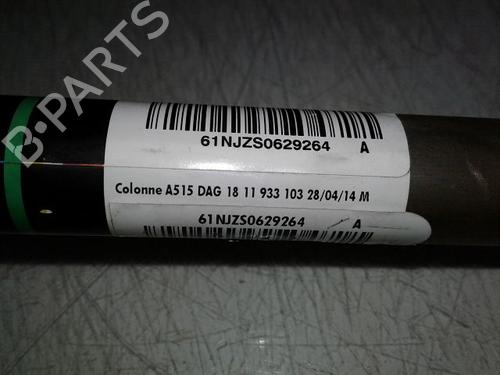 B-PARTS
61NJZS0629264 A
Colonne A515 DAG 18 11 933 103 28/04/14 M
61NJZS0629264 A